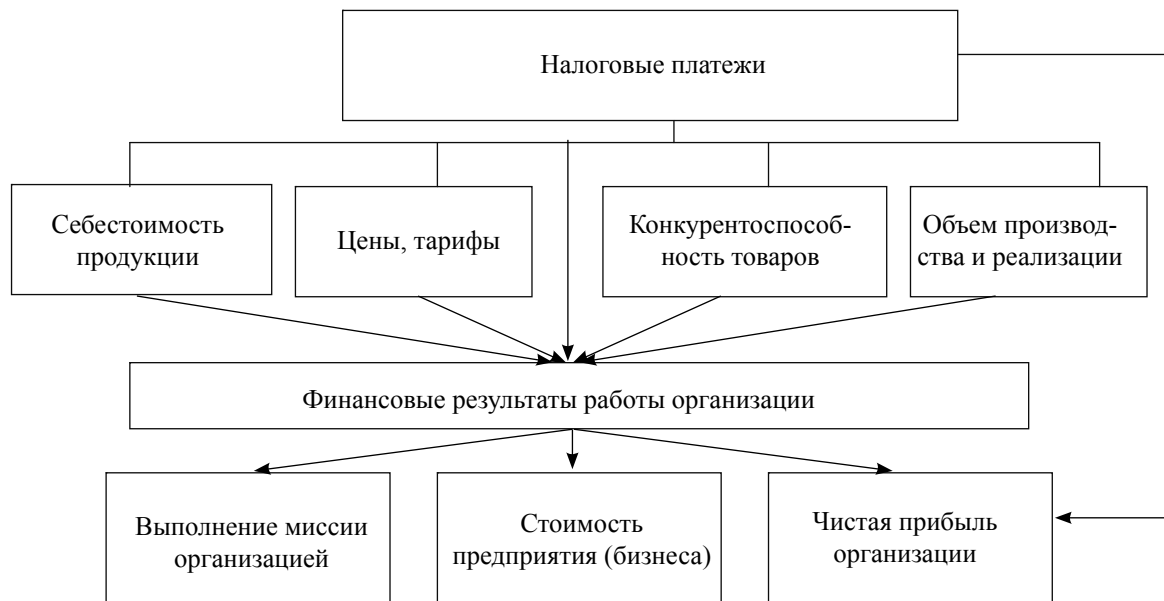 Налоговые платежи
Себестоимость
продукции
Цены, тарифы
Конкурентоспособ-
ность товаров
Объем производ-
ства и реализации
Финансовые результаты работы организации
Выполнение миссии
организацией
Стоимость
предприятия (бизнеса)
Чистая прибыль
организации